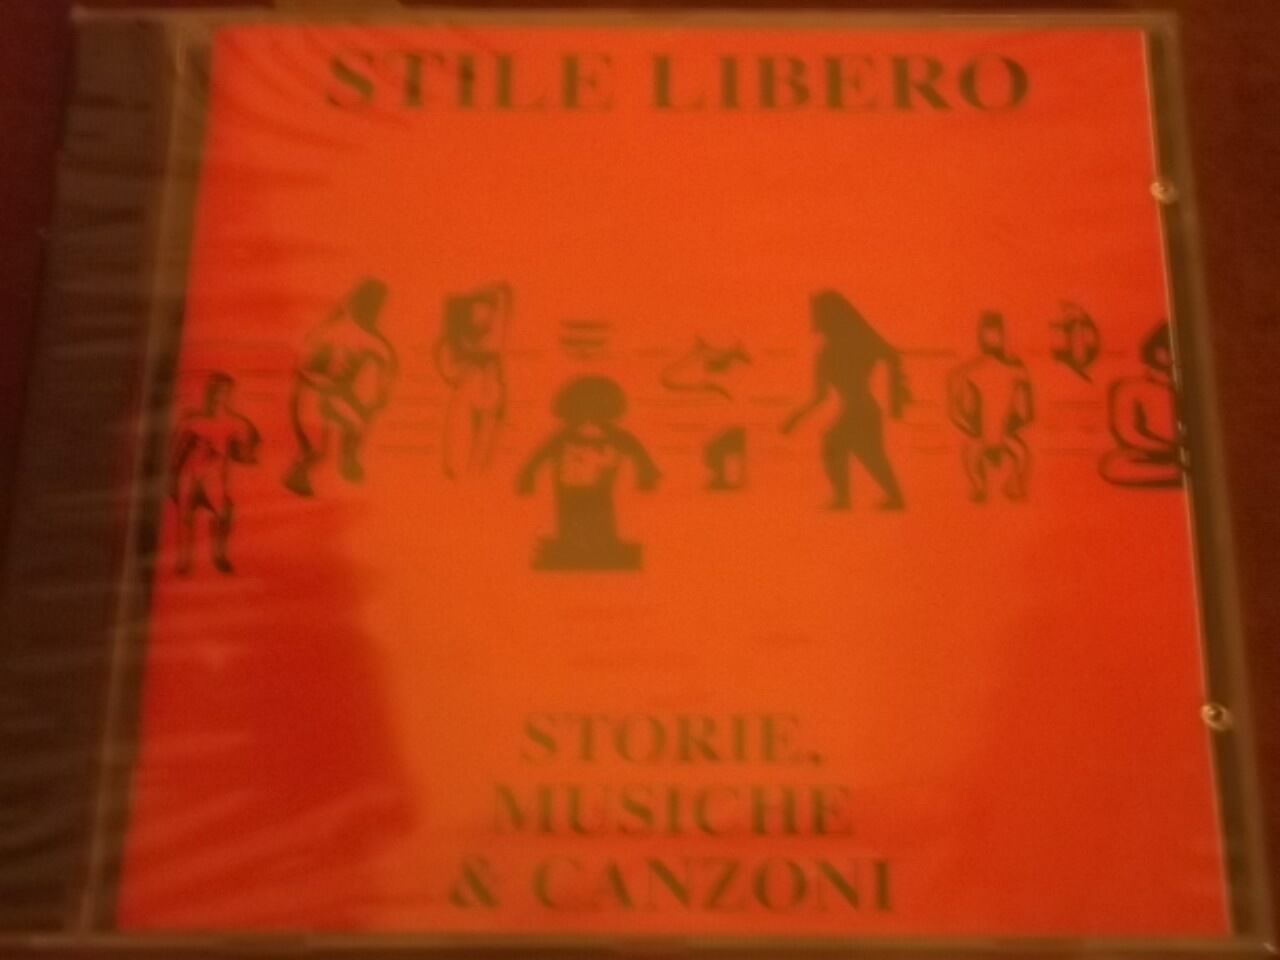 STILE LIBERO
STORIE,
MUSICHE
& CANZONI